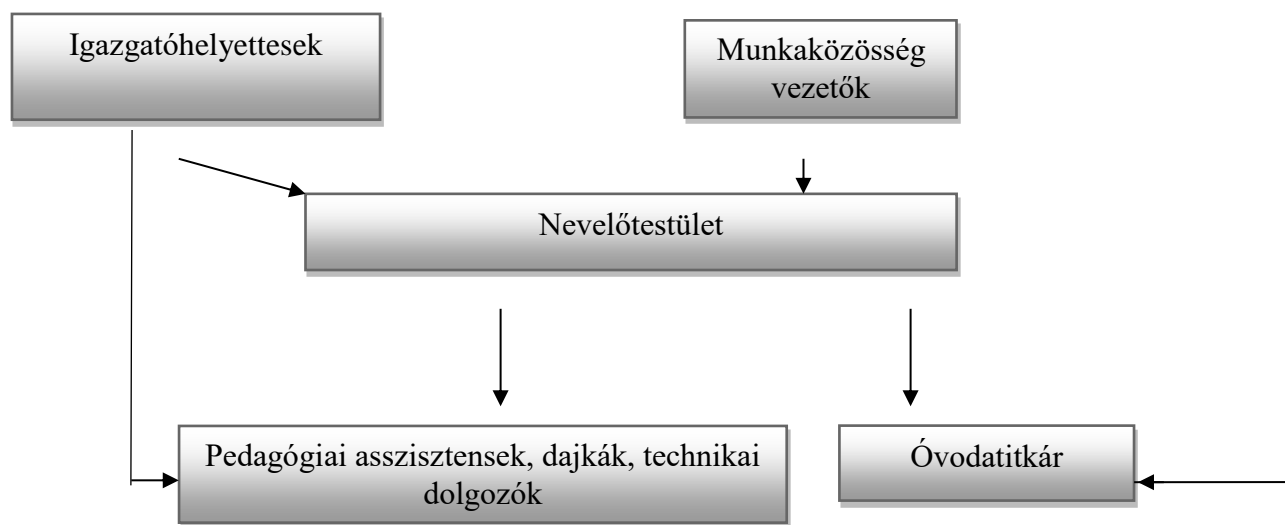 Igazgatóhelyettesek
Munkaközösség
vezetők
Nevelőtestület
Pedagógiai asszisztensek, dajkák, technikai
dolgozók
Óvodatitkár